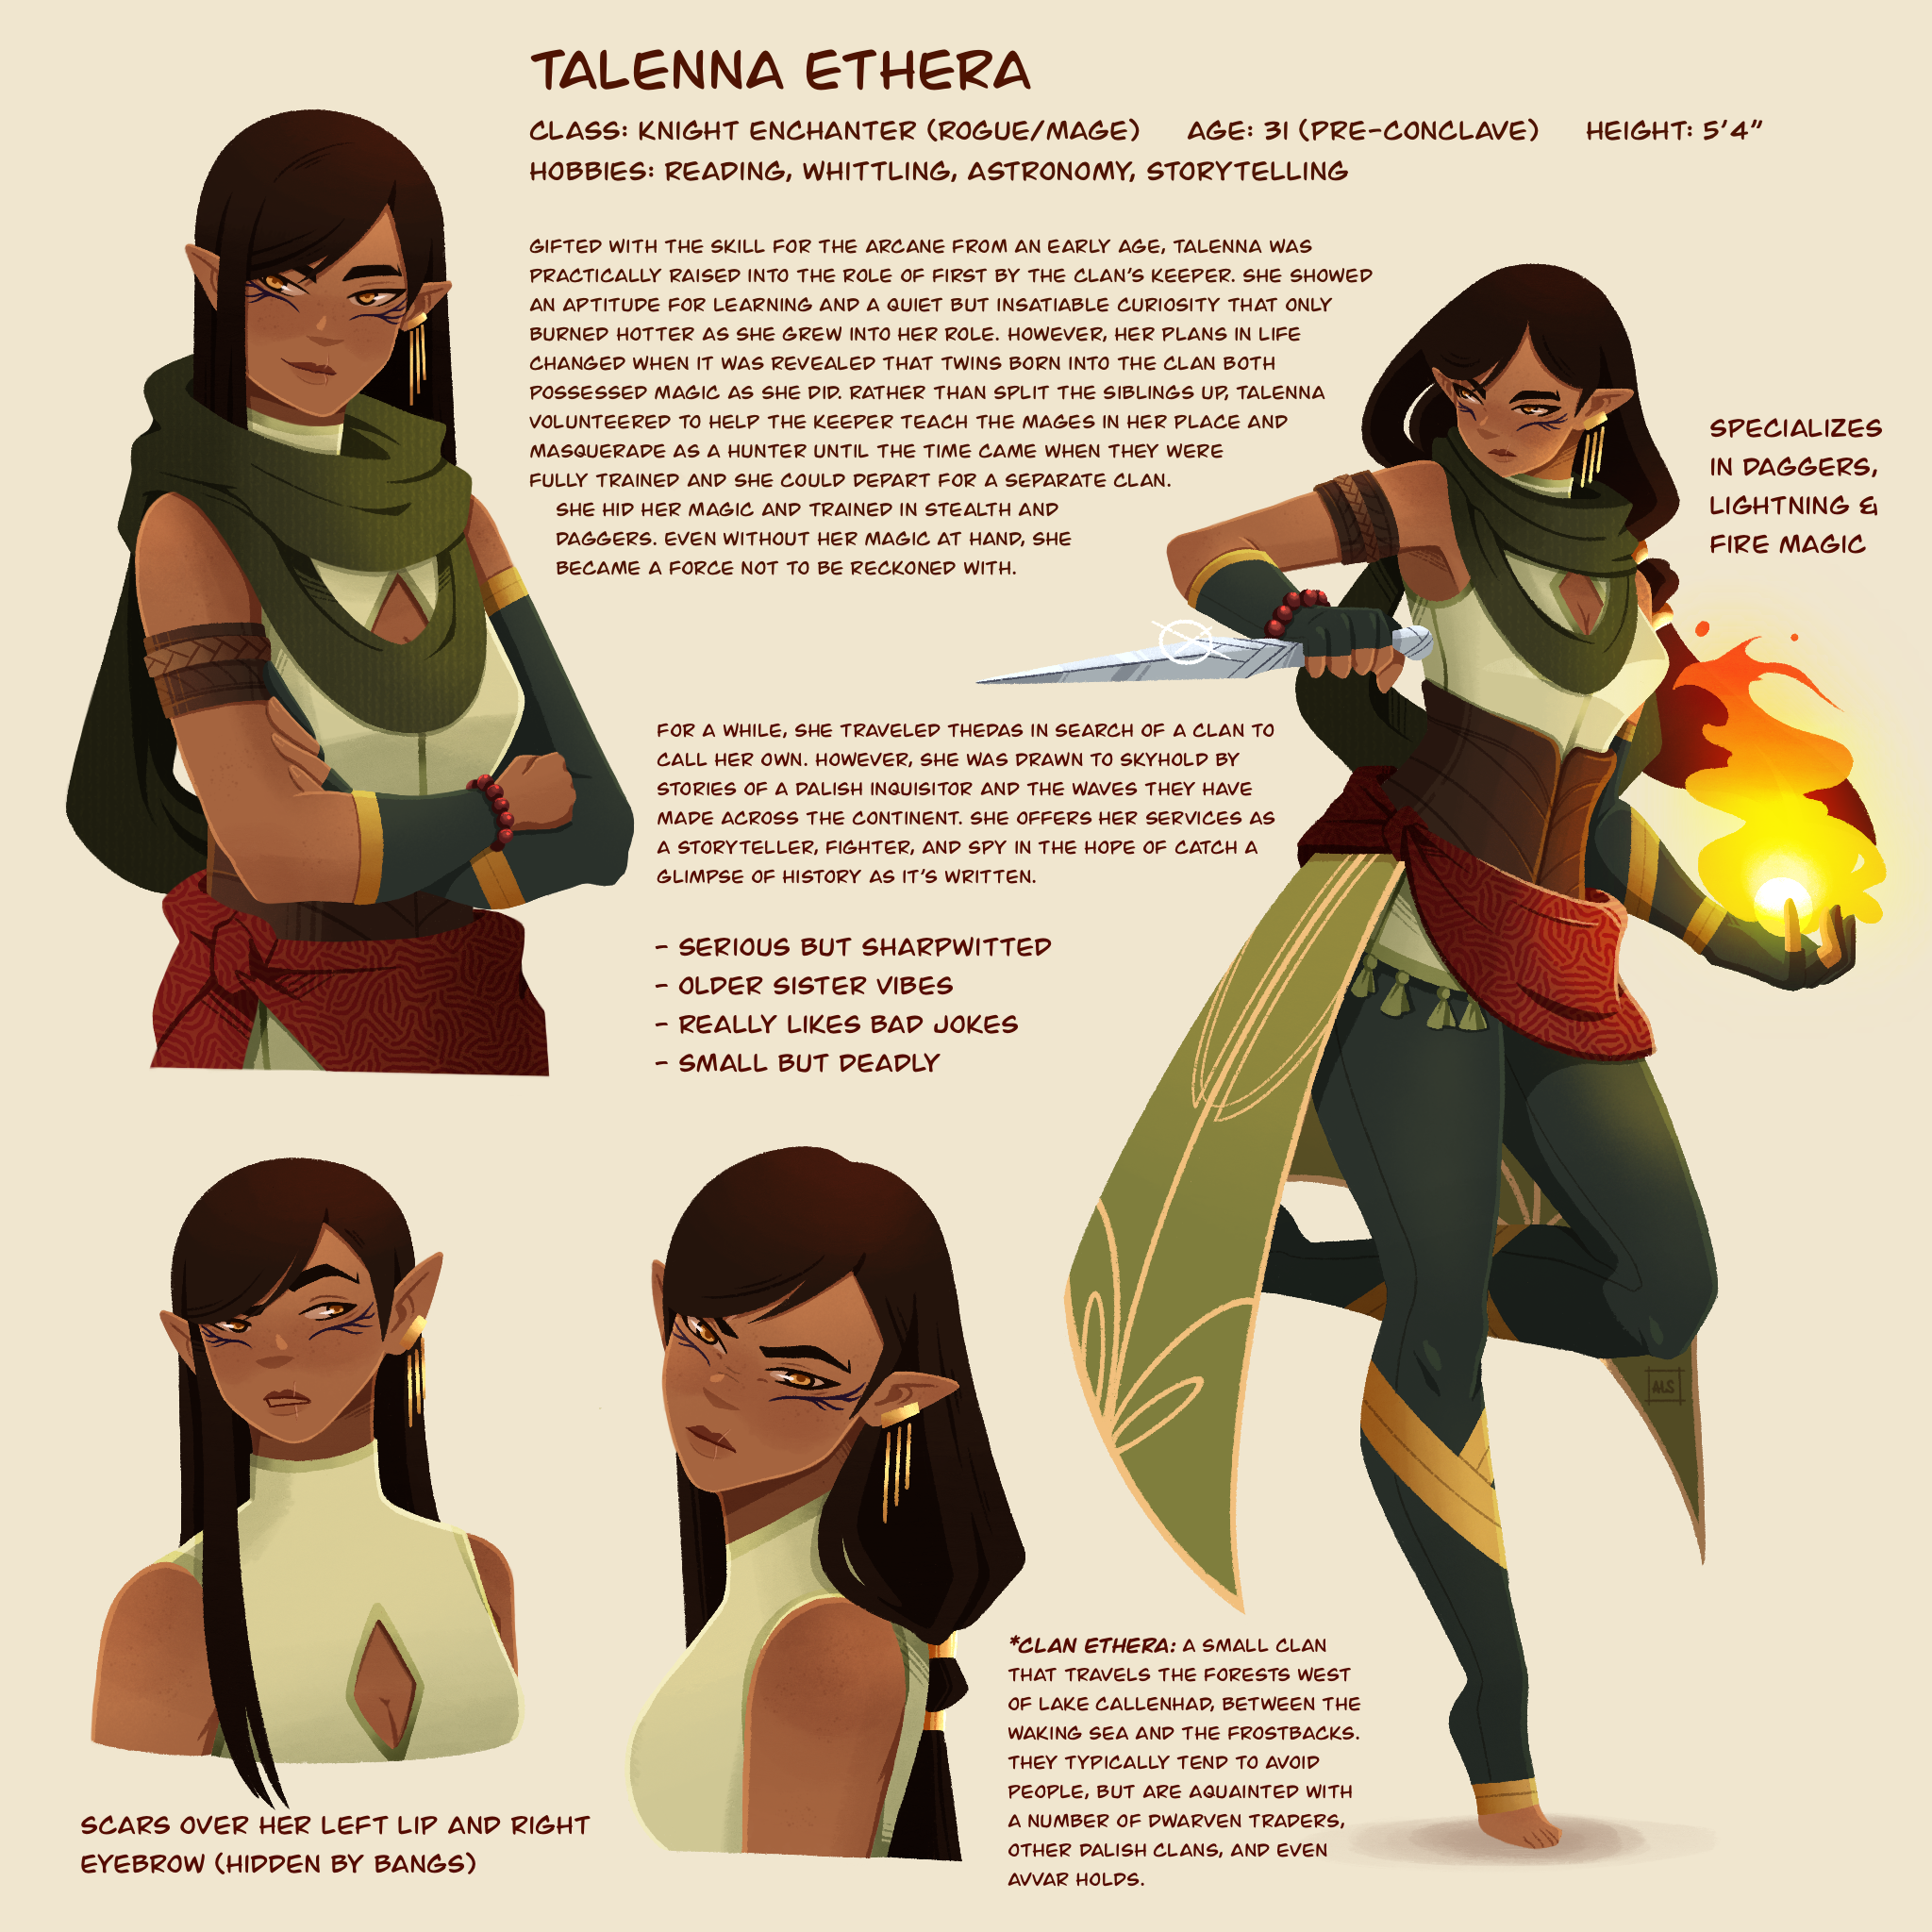 TALENNA ETHERA
CLASS: KNIGHT ENCHANTER (ROGUE/MAGE) AGE: 31 (PRE-CONCLAVE) HEIGHT: 5'4"
HOBBIES: READING, WHITTLING, ASTRONOMY, STORYTELLING
GIFTED WITH THE SKILL FOR THE ARCANE FROM AN EARLY AGE, TALENNA WAS
PRACTICALLY RAISED INTO THE ROLE OF FIRST BY THE CLAN'S KEEPER. SHE SHOWED
AN APTITUDE FOR LEARNING AND A QUIET BUT INSATIABLE CURIOSITY THAT ONLY
BURNED HOTTER AS SHE GREW INTO HER ROLE. HOWEVER, HER PLANS IN LIFE
CHANGED WHEN IT WAS REVEALED THAT TWINS BORN INTO THE CLAN BOTH
POSSESSED MAGIC AS SHE DID. RATHER THAN SPLIT THE SIBLINGS UP, TALENNA
VOLUNTEERED TO HELP THE KEEPER TEACH THE MAGES IN HER PLACE AND
MASQUERADE AS A HUNTER UNTIL THE TIME CAME WHEN THEY WERE
FULLY TRAINED AND SHE COULD DEPART FOR A SEPARATE CLAN.
SHE HID HER MAGIC AND TRAINED IN STEALTH AND
DAGGERS. EVEN WITHOUT HER MAGIC AT HAND, SHE
BECAME A FORCE NOT TO BE RECKONED WITH.
SPECIALIZES
IN DAGGERS,
LIGHTNING &
FIRE MAGIC
FOR A WHILE, SHE TRAVELED THEDAS IN SEARCH OF A CLAN TO
CALL HER OWN. HOWEVER, SHE WAS DRAWN TO SKYHOLD BY
STORIES OF A DALISH INQUISITOR AND THE WAVES THEY HAVE
MADE ACROSS THE CONTINENT. SHE OFFERS HER SERVICES AS
A STORYTELLER, FIGHTER, AND SPY IN THE HOPE OF CATCH A
GLIMPSE OF HISTORY AS IT'S WRITTEN.
- SERIOUS BUT SHARPWITTED
- OLDER SISTER VIBES
- REALLY LIKES BAD JOKES
- SMALL BUT DEADLY
ALS
SCARS OVER HER LEFT LIP AND RIGHT
EYEBROW (HIDDEN BY BANGS)
*CLAN ETHERA: A SMALL CLAN
THAT TRAVELS THE FORESTS WEST
OF LAKE CALLENHAD, BETWEEN THE
WAKING SEA AND THE FROSTBACKS.
THEY TYPICALLY TEND TO AVOID
PEOPLE, BUT ARE AQUAINTED WITH
A NUMBER OF DWARVEN TRADERS,
OTHER DALISH CLANS, AND EVEN
AVVAR HOLDS.